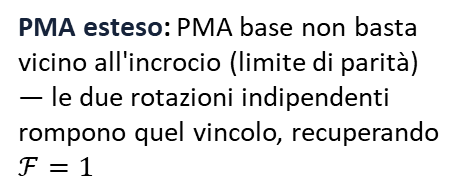 PMA esteso: PMA base non basta
vicino all'incrocio (limite di parità)
— le due rotazioni indipendenti
rompono quel vincolo, recuperando
ℱ = 1